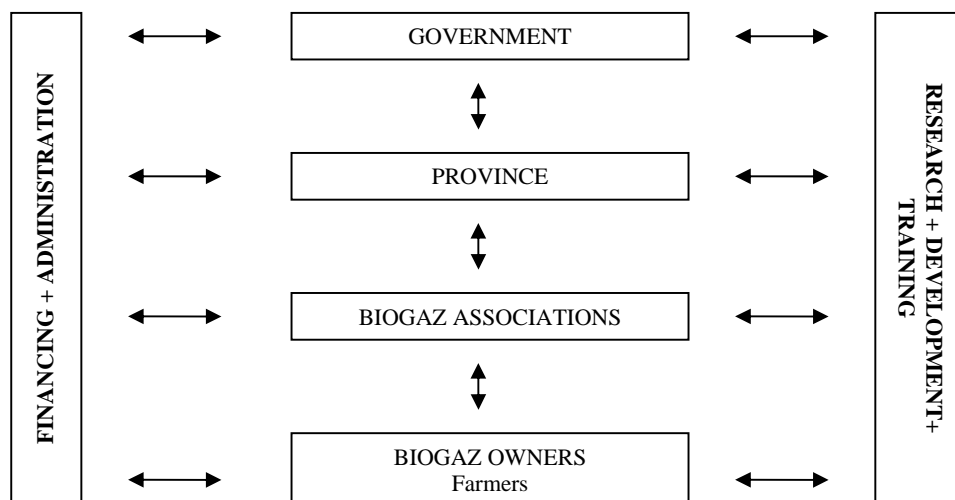 FINANCING + ADMINISTRATION
GOVERNMENT
PROVINCE
BIOGAZ ASSOCIATIONS
BIOGAZ OWNERS
Farmers
RESEARCH + DEVELOPMENT+
TRAINING